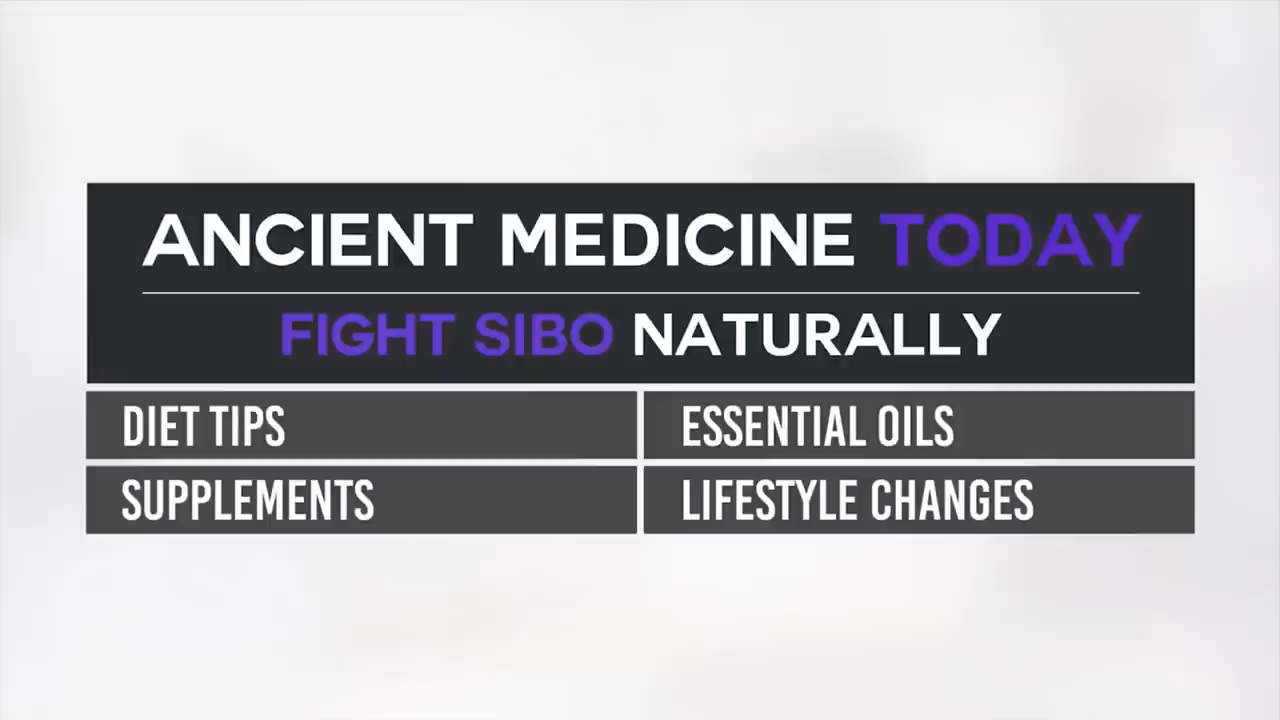 ANCIENT MEDICINE TODAY
FIGHT SIBO NATURALLY
DIET TIPS
ESSENTIAL OILS
SUPPLEMENTS
LIFESTYLE CHANGES